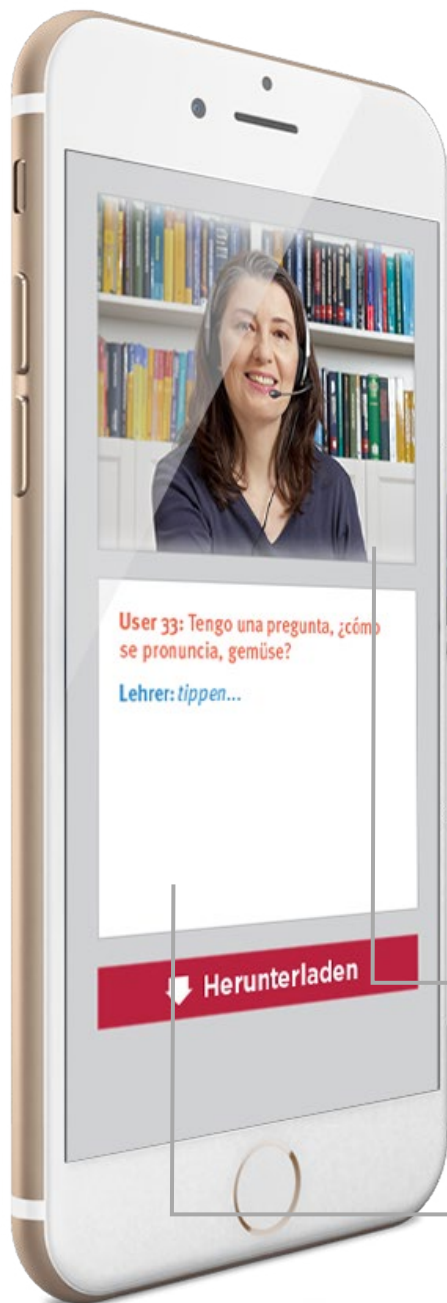 User 33: Tengo una pregunta, ¿cómo
se pronuncia, gemüse?
Lehrer: tippen...
Herunterladen